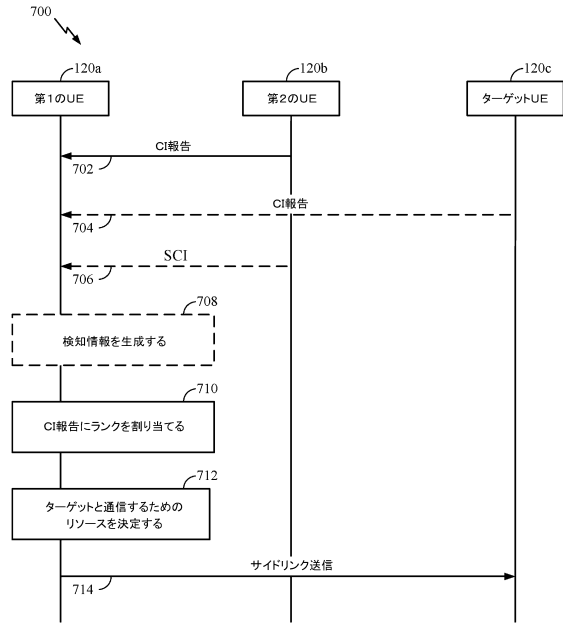 700
120a
120b
120c
第1のUE
第2のUE
ターゲットUE
CI報告
702
CI報告
704
SCI
706
708
検知情報を生成する
710
CI報告にランクを割り当てる
712
ターゲットと通信するための
リソースを決定する
サイドリンク送信
714